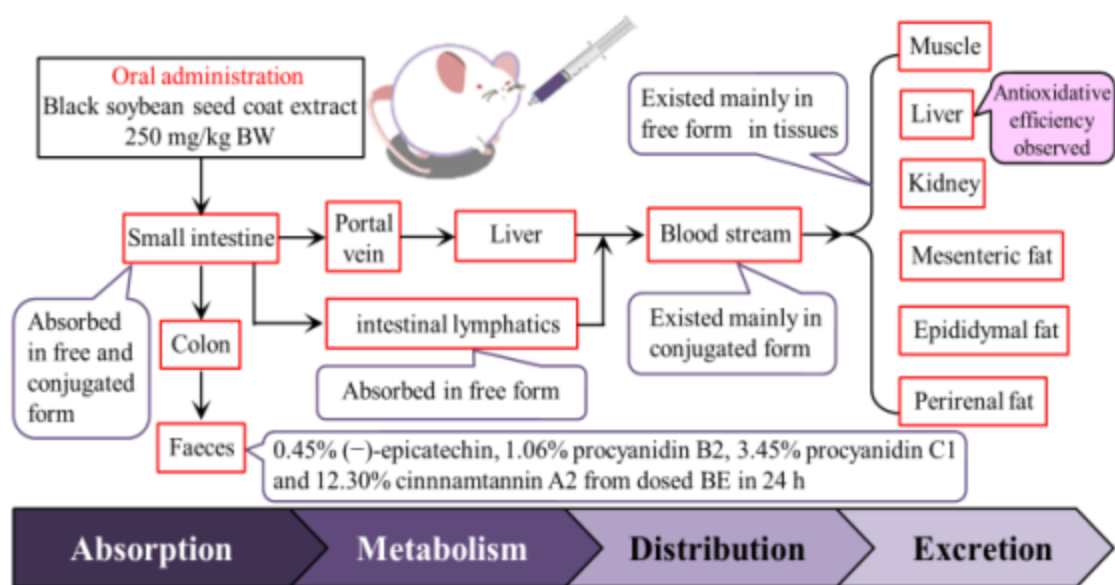 Oral administration
Black soybean seed coat extract
250 mg/kg BW
Small intestine
Portal
vein
Liver
Blood stream
intestinal lymphatics
Colon
Faeces
Absorbed
in free and
conjugated
form
Absorbed in free form
Existed mainly in
conjugated form
Existed mainly in
free form in tissues
Muscle
Liver
Antioxidative
efficiency
observed
Kidney
Mesenteric fat
Epididymal fat
Perirenal fat
0.45% (−)-epicatechin, 1.06% procyanidin B2, 3.45% procyanidin C1
and 12.30% cinnnamtannin A2 from dosed BE in 24 h
Absorption
Metabolism
Distribution
Excretion